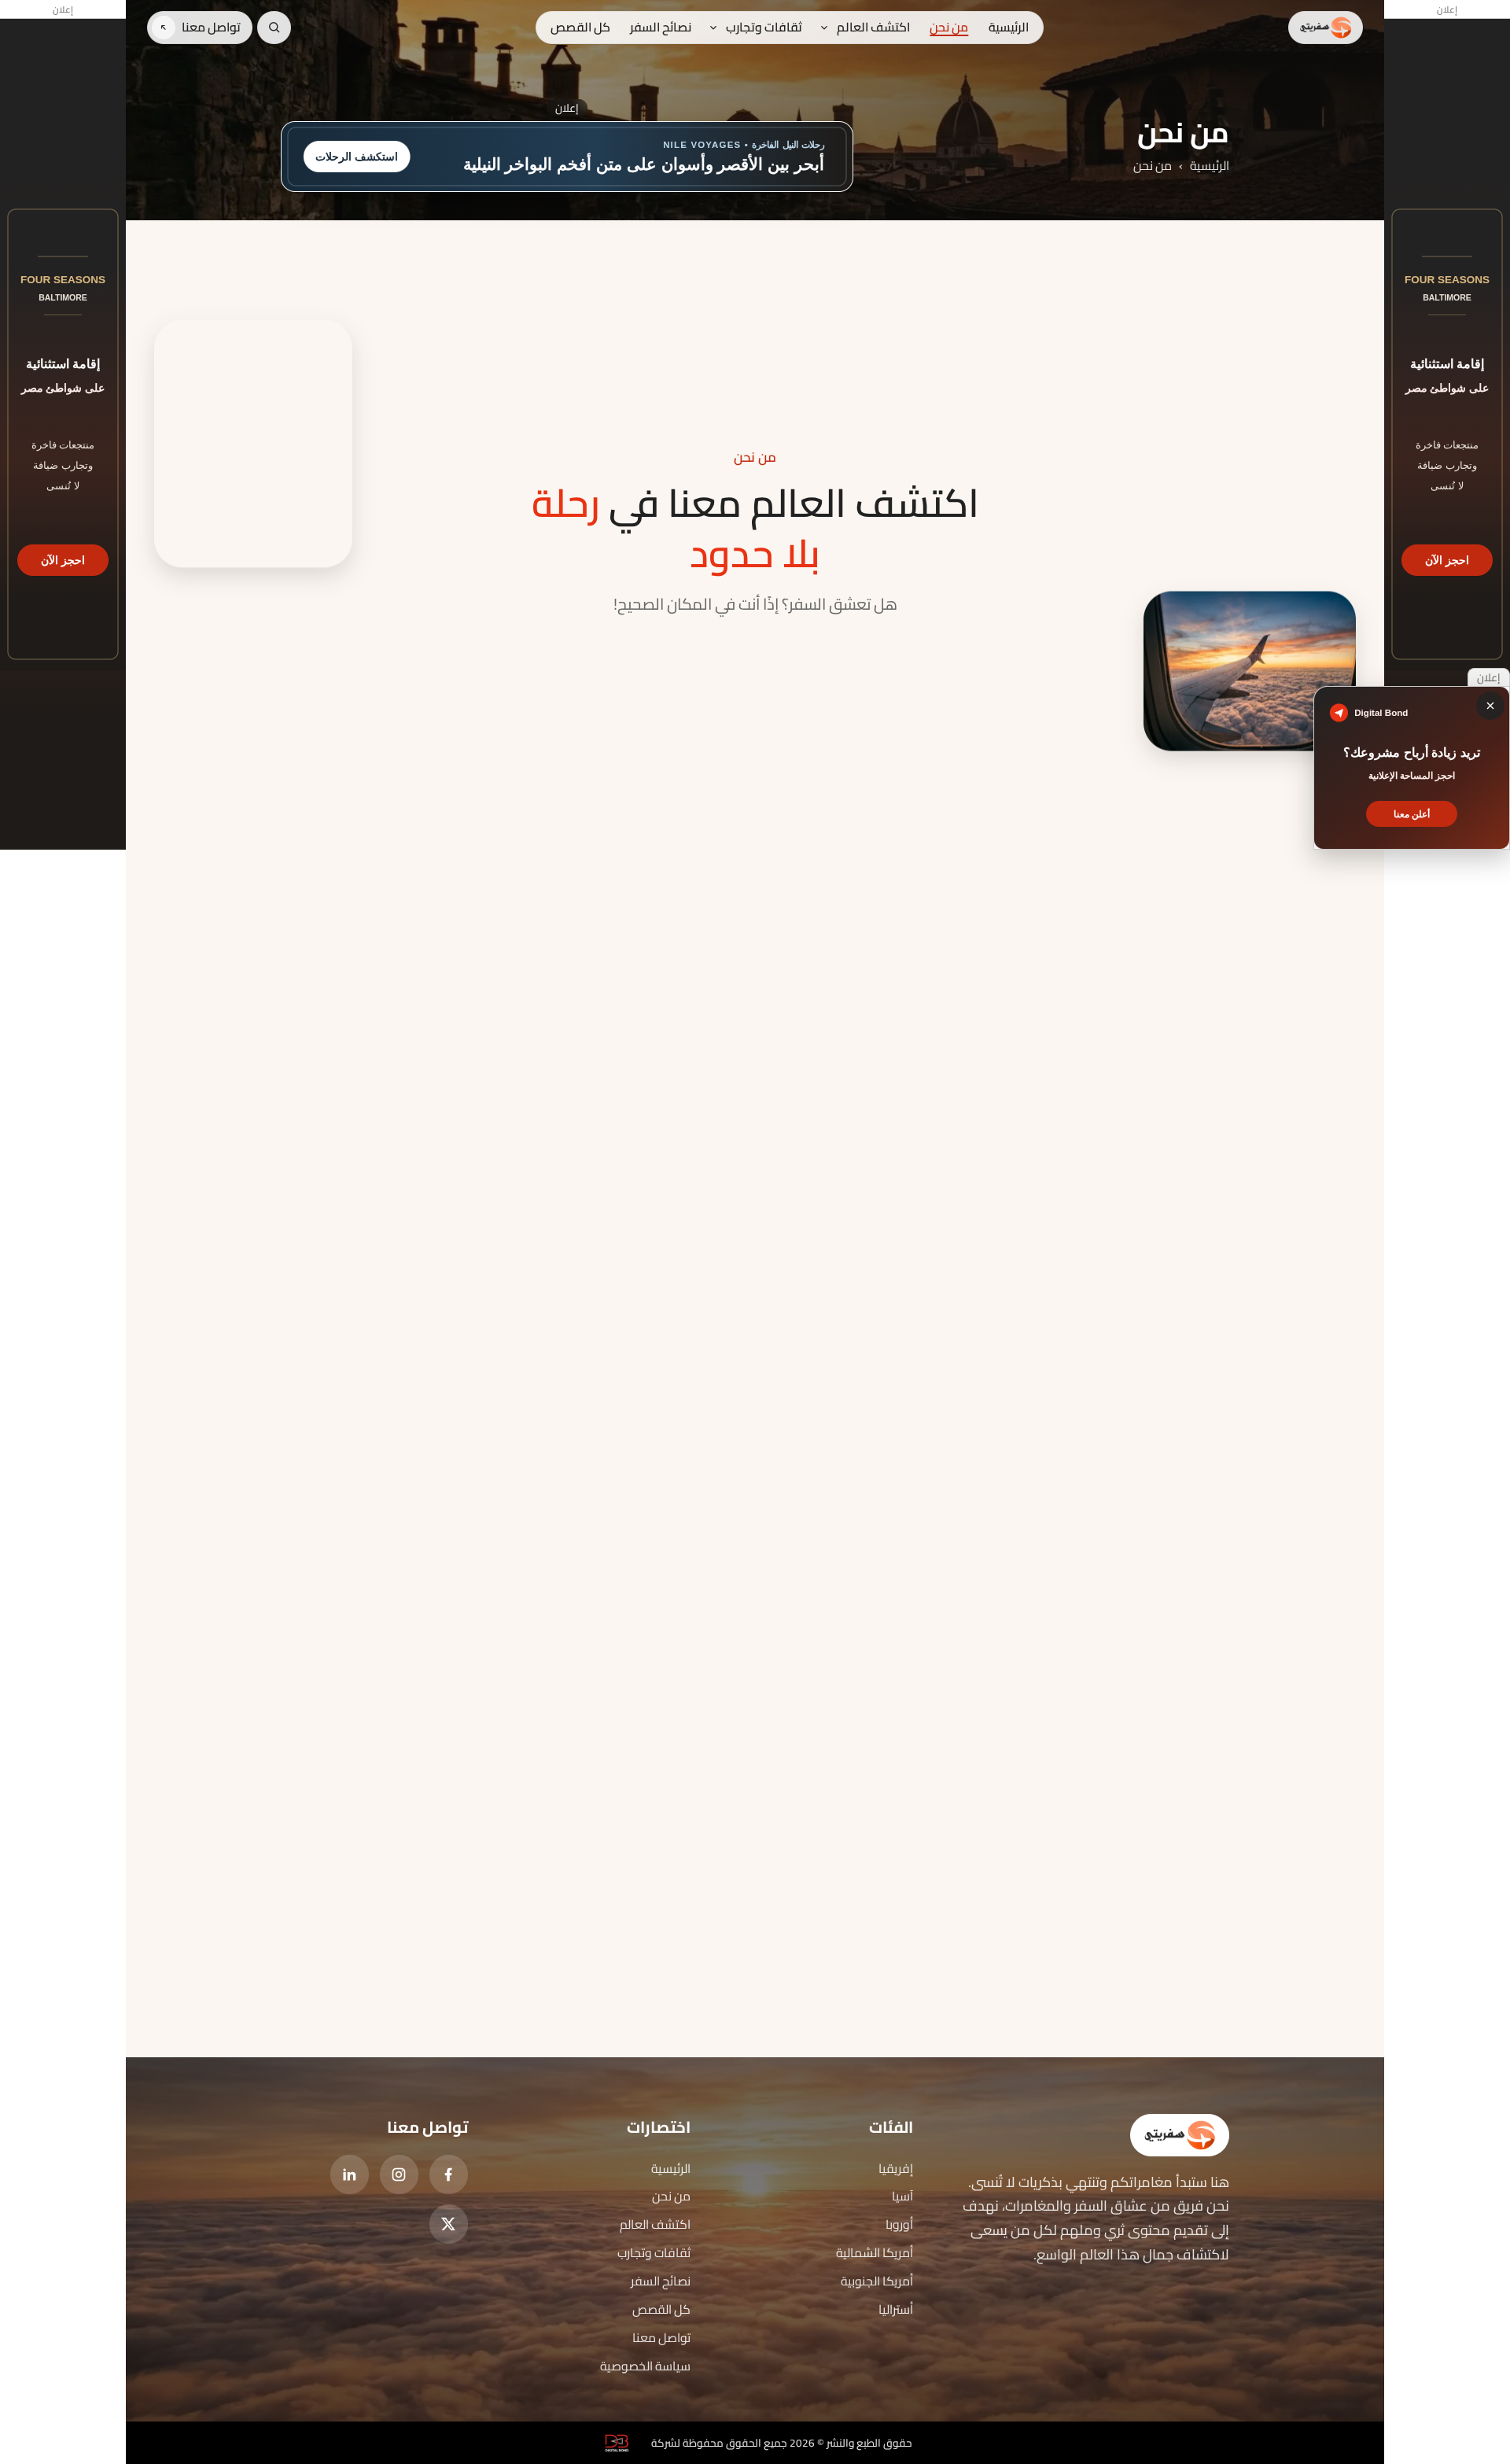 إعلان
إعلان
سفريتي
الرئيسية
من نحن
اكتشف العالم
ثقافات وتجارب
نصائح السفر
كل القصص
تواصل معنا
من نحن
الرئيسية › من نحن
إعلان
رحلات النيل الفاخرة • NILE VOYAGES
أبحر بين الأقصر وأسوان على متن أفخم البواخر النيلية
استكشف الرحلات
FOUR SEASONS
BALTIMORE
إقامة استثنائية
على شواطئ مصر
منتجعات فاخرة
وتجارب ضيافة
لا تُنسى
احجز الآن
FOUR SEASONS
BALTIMORE
إقامة استثنائية
على شواطئ مصر
منتجعات فاخرة
وتجارب ضيافة
لا تُنسى
احجز الآن
من نحن
اكتشف العالم معنا في رحلة
بلا حدود
هل تعشق السفر؟ إذًا أنت في المكان الصحيح!
إعلان
Digital Bond
تريد زيادة أرباح مشروعك؟
احجز المساحة الإعلانية
أعلن معنا
سفريتي
هنا ستبدأ مغامراتكم وتنتهي بذكريات لا تُنسى.
نحن فريق من عشاق السفر والمغامرات، نهدف
إلى تقديم محتوى ثري وملهم لكل من يسعى
لاكتشاف جمال هذا العالم الواسع.
الفئات
إفريقيا
آسيا
أوروبا
أمريكا الشمالية
أمريكا الجنوبية
أستراليا
اختصارات
الرئيسية
من نحن
اكتشف العالم
ثقافات وتجارب
نصائح السفر
كل القصص
تواصل معنا
سياسة الخصوصية
تواصل معنا
حقوق الطبع والنشر © 2026 جميع الحقوق محفوظة لشركة
DIGITAL BOND